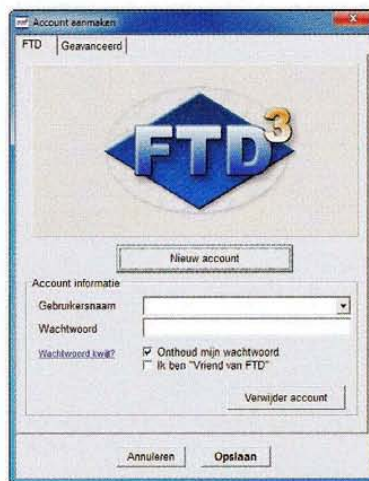 Account aanmaken
FTD Geavanceerd
FTD3
Nieuw account
Account informatie
Gebruikersnaam
Wachtwoord
Wachtwoord kwijt?
Onthoud mijn wachtwoord
Ik ben "Vriend van FTD"
Verwijder account
Annuleren Opslaan